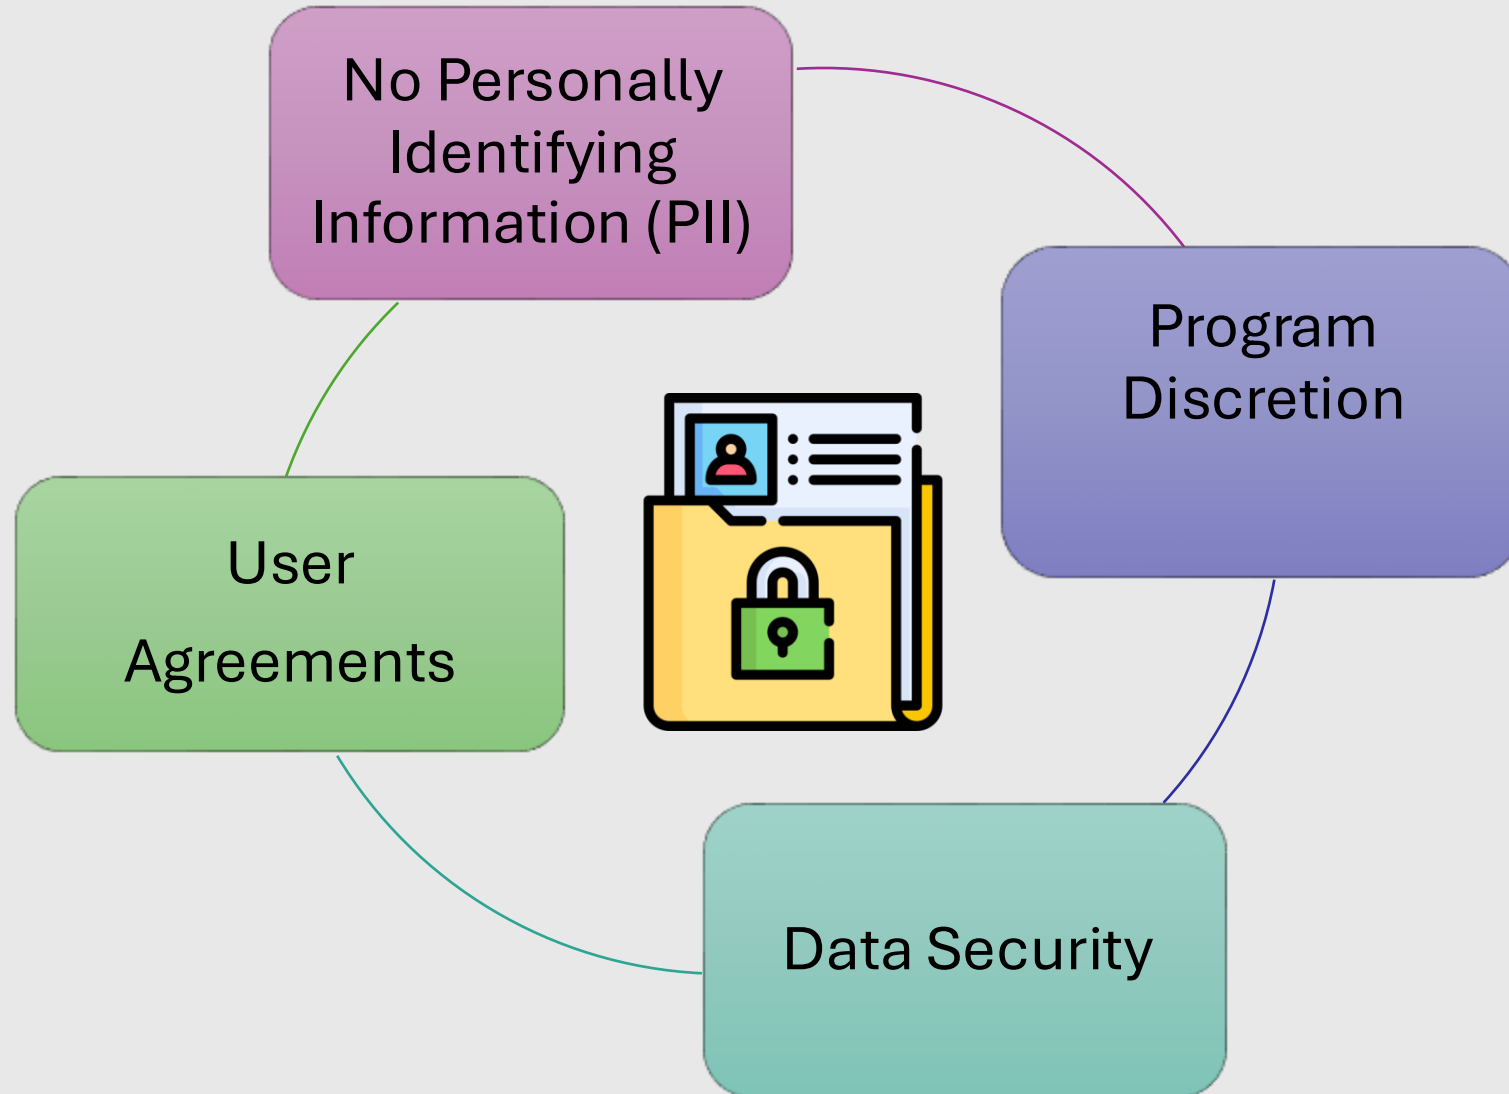 No Personally
Identifying
Information (PII)
Program
Discretion
User
Agreements
Data Security